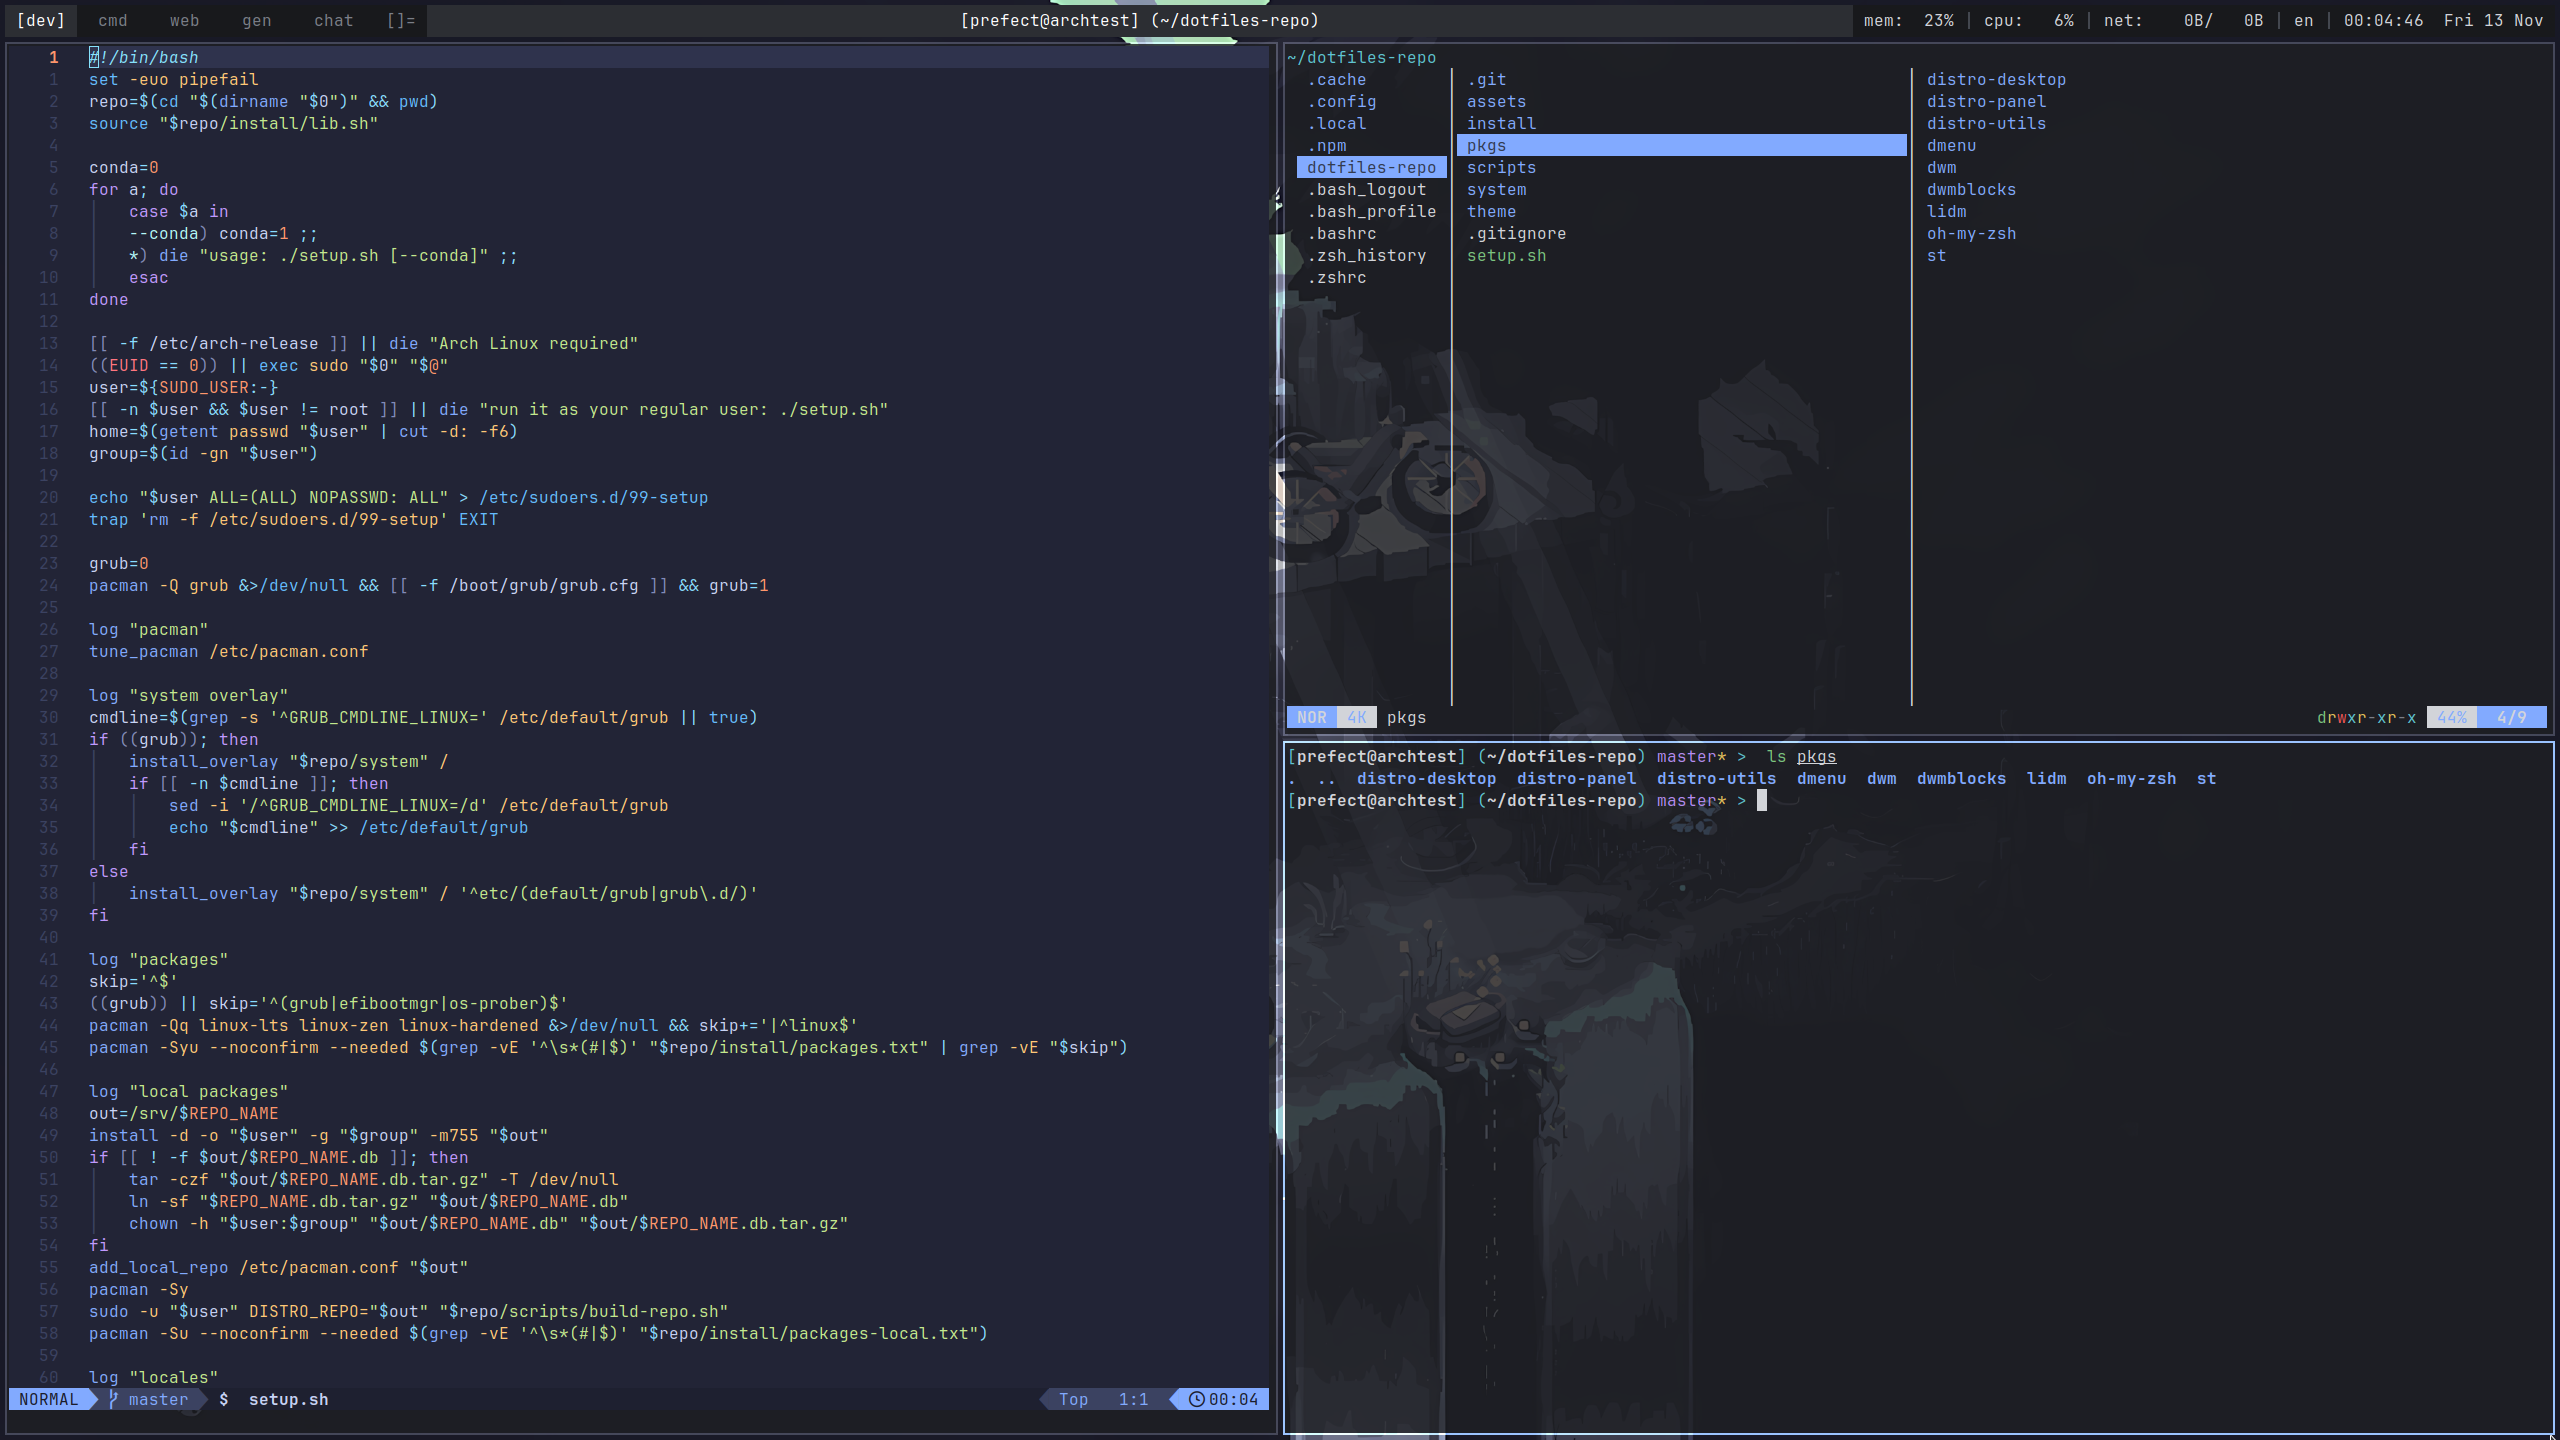 [dev] cmd web gen chat []= [prefect@archtest] (~/dotfiles-repo) mem: 23% | cpu: 6% | net: 0B/ 0B | en | 00:04:46 Fri 13 Nov
1 #!/bin/bash
1 set -euo pipefail
2 repo=$(cd "$(dirname "$0")" && pwd)
3 source "$repo/install/lib.sh"
4
5 conda=0
6 for a; do
7     case $a in
8     --conda) conda=1 ;;
9     *) die "usage: ./setup.sh [--conda]" ;;
10     esac
11 done
12
13 [[ -f /etc/arch-release ]] || die "Arch Linux required"
14 ((EUID == 0)) || exec sudo "$0" "$@"
15 user=${SUDO_USER:-}
16 [[ -n $user && $user != root ]] || die "run it as your regular user: ./setup.sh"
17 home=$(getent passwd "$user" | cut -d: -f6)
18 group=$(id -gn "$user")
19
20 echo "$user ALL=(ALL) NOPASSWD: ALL" > /etc/sudoers.d/99-setup
21 trap 'rm -f /etc/sudoers.d/99-setup' EXIT
22
23 grub=0
24 pacman -Q grub &>/dev/null && [[ -f /boot/grub/grub.cfg ]] && grub=1
25
26 log "pacman"
27 tune_pacman /etc/pacman.conf
28
29 log "system overlay"
30 cmdline=$(grep -s '^GRUB_CMDLINE_LINUX=' /etc/default/grub || true)
31 if ((grub)); then
32     install_overlay "$repo/system" /
33     if [[ -n $cmdline ]]; then
34         sed -i '/^GRUB_CMDLINE_LINUX=/d' /etc/default/grub
35         echo "$cmdline" >> /etc/default/grub
36     fi
37 else
38     install_overlay "$repo/system" / '^etc/(default/grub|grub\.d/)'
39 fi
40
41 log "packages"
42 skip='^$'
43 ((grub)) || skip='^(grub|efibootmgr|os-prober)$'
44 pacman -Qq linux-lts linux-zen linux-hardened &>/dev/null && skip+='|^linux$'
45 pacman -Syu --noconfirm --needed $(grep -vE '^\s*(#|$)' "$repo/install/packages.txt" | grep -vE "$skip")
46
47 log "local packages"
48 out=/srv/$REPO_NAME
49 install -d -o "$user" -g "$group" -m755 "$out"
50 if [[ ! -f $out/$REPO_NAME.db ]]; then
51     tar -czf "$out/$REPO_NAME.db.tar.gz" -T /dev/null
52     ln -sf "$REPO_NAME.db.tar.gz" "$out/$REPO_NAME.db"
53     chown -h "$user:$group" "$out/$REPO_NAME.db" "$out/$REPO_NAME.db.tar.gz"
54 fi
55 add_local_repo /etc/pacman.conf "$out"
56 pacman -Sy
57 sudo -u "$user" DISTRO_REPO="$out" "$repo/scripts/build-repo.sh"
58 pacman -Su --noconfirm --needed $(grep -vE '^\s*(#|$)' "$repo/install/packages-local.txt")
59
60 log "locales"
NORMAL master $ setup.sh Top 1:1 00:04
~/dotfiles-repo
.cache
.config
.local
.npm
dotfiles-repo
.bash_logout
.bash_profile
.bashrc
.zsh_history
.zshrc
.git
assets
install
pkgs
scripts
system
theme
.gitignore
setup.sh
distro-desktop
distro-panel
distro-utils
dmenu
dwm
dwmblocks
lidm
oh-my-zsh
st
NOR 4K pkgs drwxr-xr-x 44% 4/9
[prefect@archtest] (~/dotfiles-repo) master* > ls pkgs
. .. distro-desktop distro-panel distro-utils dmenu dwm dwmblocks lidm oh-my-zsh st
[prefect@archtest] (~/dotfiles-repo) master* >